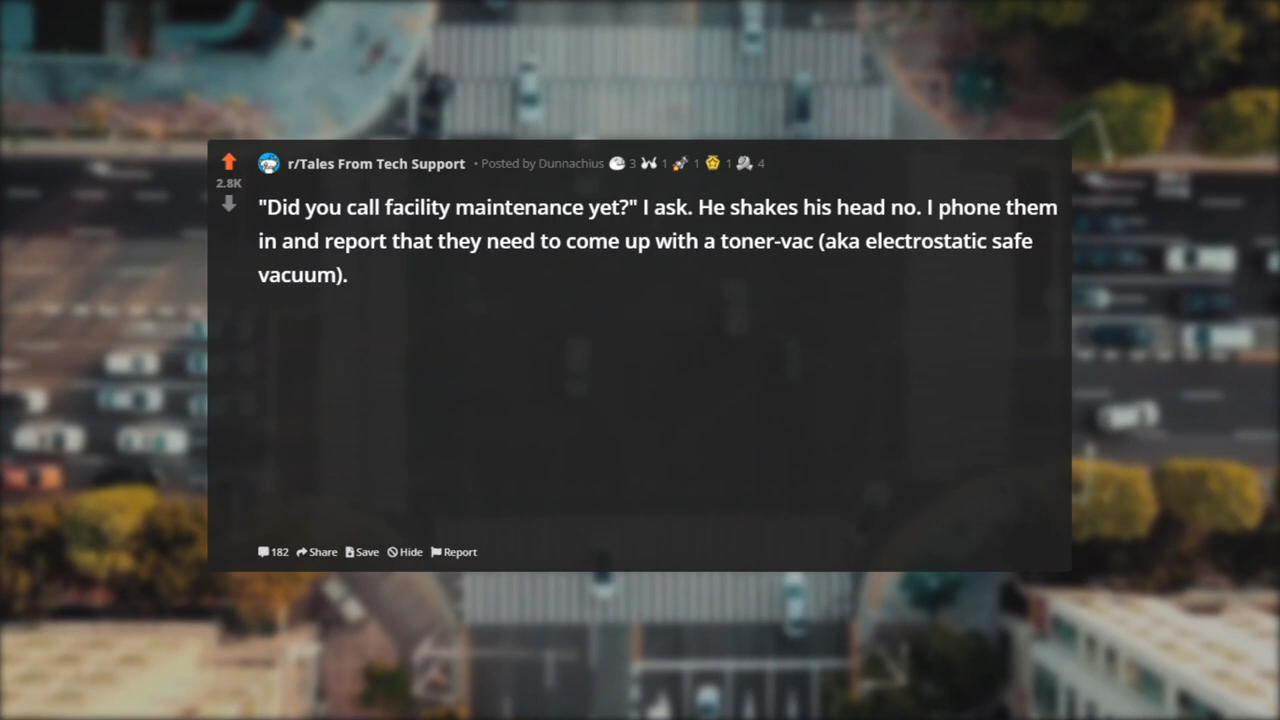 r/Tales From Tech Support • Posted by Dunnachius 3 1 1 1 4
2.8K
"Did you call facility maintenance yet?" I ask. He shakes his head no. I phone them
in and report that they need to come up with a toner-vac (aka electrostatic safe
vacuum).
182 Share Save Hide Report